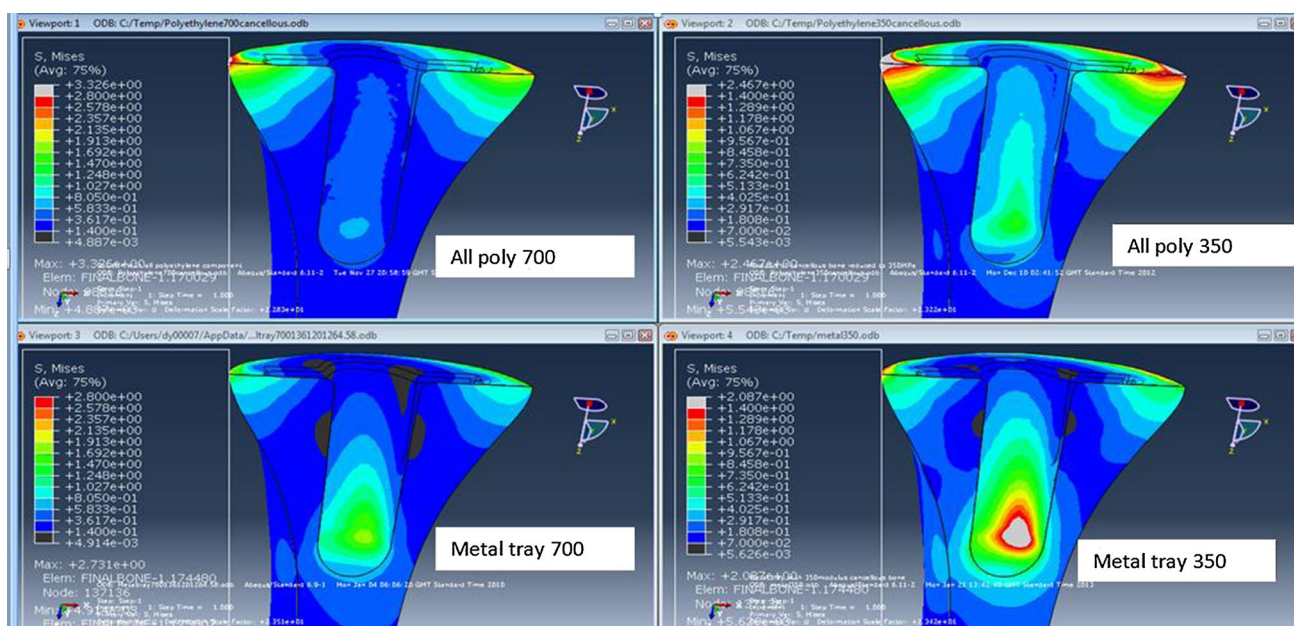 Viewport: 1 ODB: C:/Temp/Polyethylene700cancellous.odb
S, Mises
(Avg: 75%)
+3.326e+00
+2.800e+00
+2.578e+00
+2.357e+00
+2.135e+00
+1.913e+00
+1.692e+00
+1.470e+00
+1.248e+00
+1.027e+00
+8.050e-01
+5.833e-01
+3.617e-01
+1.400e-01
+4.887e-03
Elem: FINALBONE-1.170029
Step: Step-1
All poly 700
Viewport: 2 ODB: C:/Temp/Polyethylene350cancellous.odb
S, Mises
(Avg: 75%)
+2.467e+00
+1.400e+00
+1.289e+00
+1.178e+00
+1.067e+00
+9.567e-01
+8.458e-01
+7.350e-01
+6.242e-01
+5.133e-01
+4.025e-01
+2.917e-01
+1.808e-01
+7.000e-02
+5.543e-03
Elem: FINALBONE-1.170029
Step: Step-1
All poly 350
Viewport: 3 ODB: C:/Users/dy00007/AppData/...ltray7001361201264.58.odb
S, Mises
(Avg: 75%)
+2.800e+00
+2.578e+00
+2.357e+00
+2.135e+00
+1.913e+00
+1.692e+00
+1.470e+00
+1.248e+00
+1.027e+00
+8.050e-01
+5.833e-01
+3.617e-01
+1.400e-01
+4.914e-03
Max: +2.731e+01
Elem: FINALBONE-1.174480
Node: 137136
Metal tray 700
Viewport: 4 ODB: C:/Temp/metal350.odb
S, Mises
(Avg: 75%)
+2.087e+00
+1.400e+00
+1.289e+00
+1.178e+00
+1.067e+00
+9.567e-01
+8.458e-01
+7.350e-01
+6.242e-01
+5.133e-01
+4.025e-01
+2.917e-01
+1.808e-01
+7.000e-02
+5.626e-03
Elem: FINALBONE-1.174480
Metal tray 350